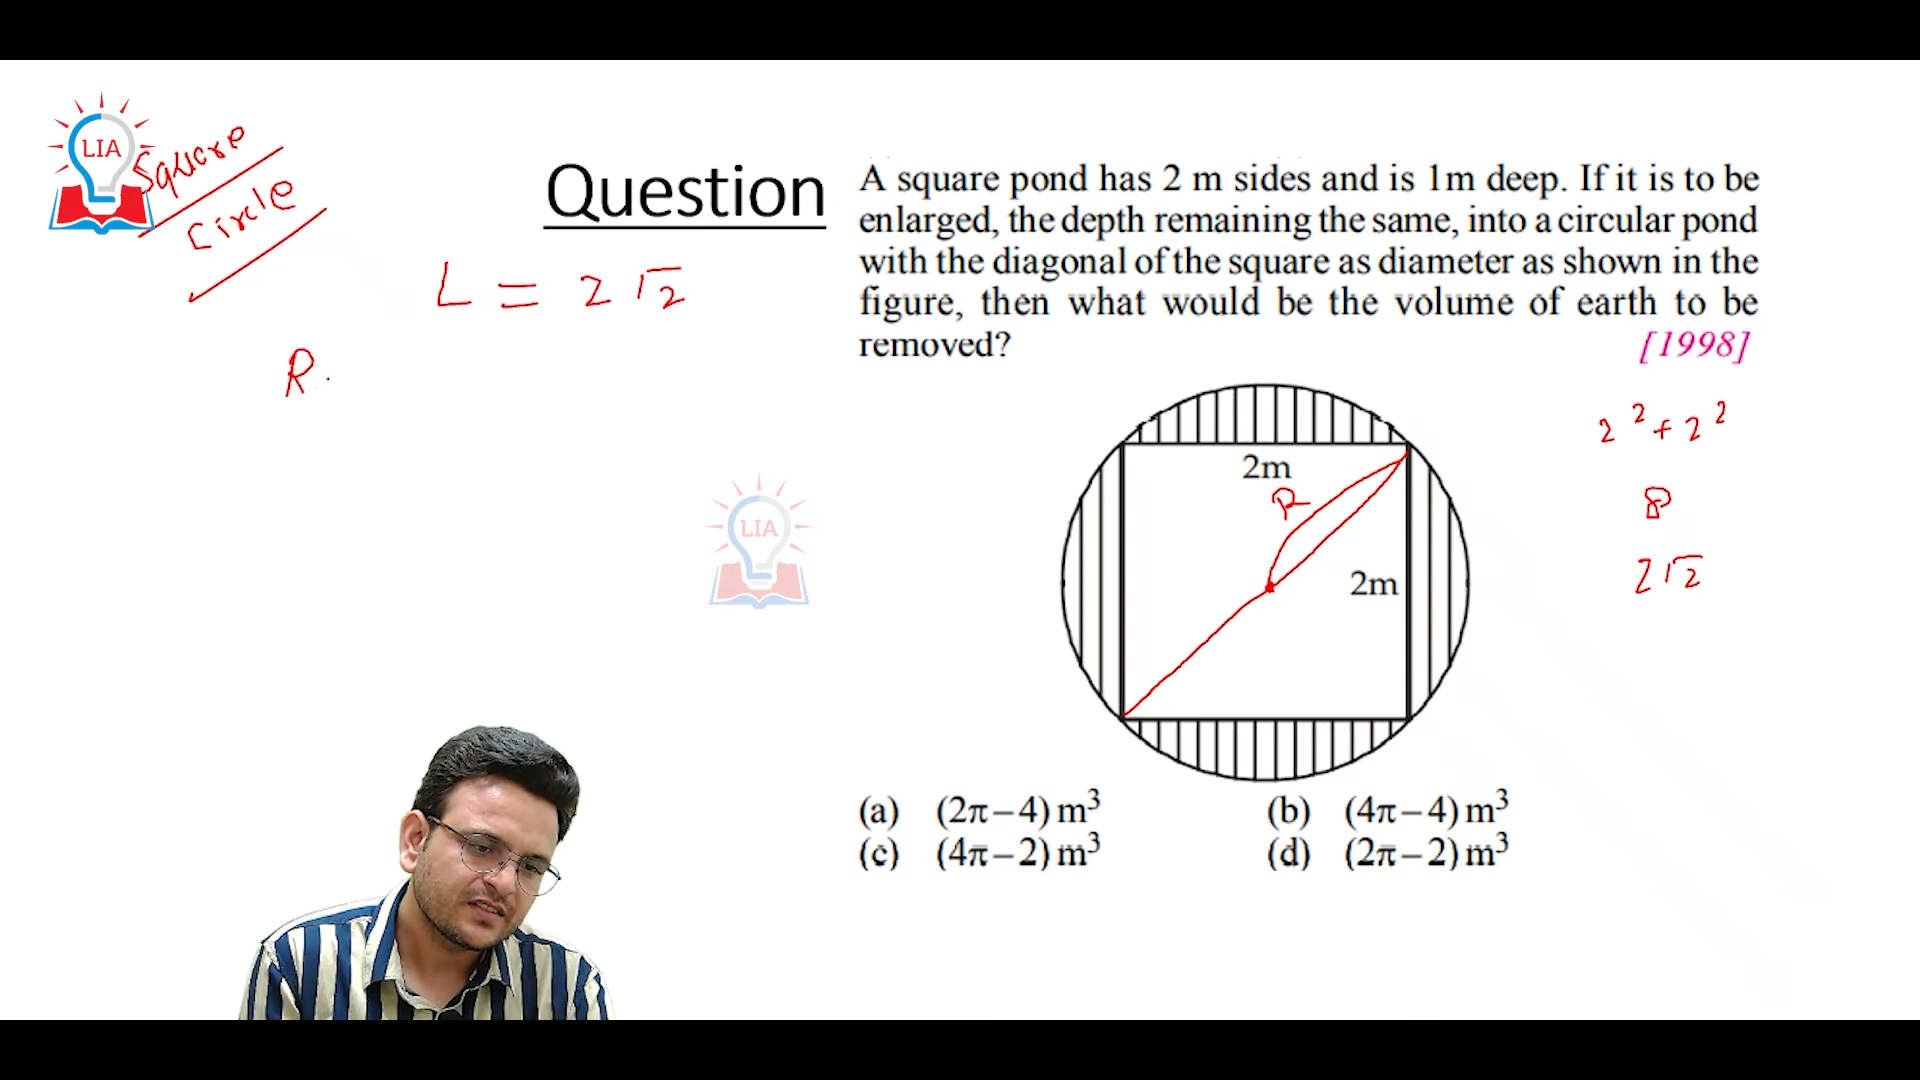 LIA
Square
Circle
L = 2√2
R.
Question
A square pond has 2 m sides and is 1m deep. If it is to be
enlarged, the depth remaining the same, into a circular pond
with the diagonal of the square as diameter as shown in the
figure, then what would be the volume of earth to be
removed?
[1998]
2m
R
2m
2² + 2²
8
2√2
LIA
(a) (2π – 4) m³
(b) (4π – 4) m³
(c) (4π – 2) m³
(d) (2π – 2) m³